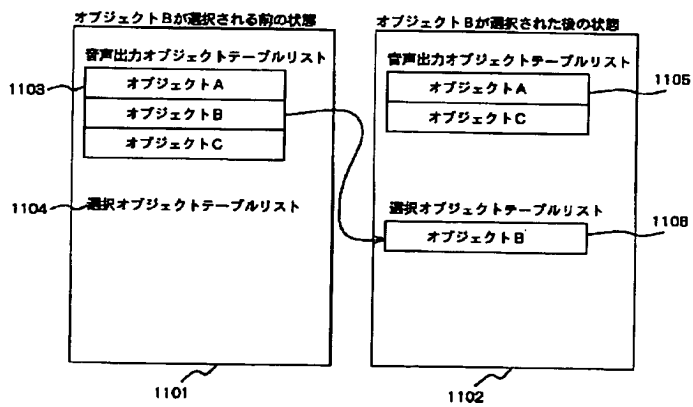 オブジェクトBが選択される前の状態
音声出力オブジェクトテーブルリスト
1103
オブジェクトA
オブジェクトB
オブジェクトC
1104
選択オブジェクトテーブルリスト
1101
オブジェクトBが選択された後の状態
音声出力オブジェクトテーブルリスト
1105
オブジェクトA
オブジェクトC
選択オブジェクトテーブルリスト
1106
オブジェクトB
1102